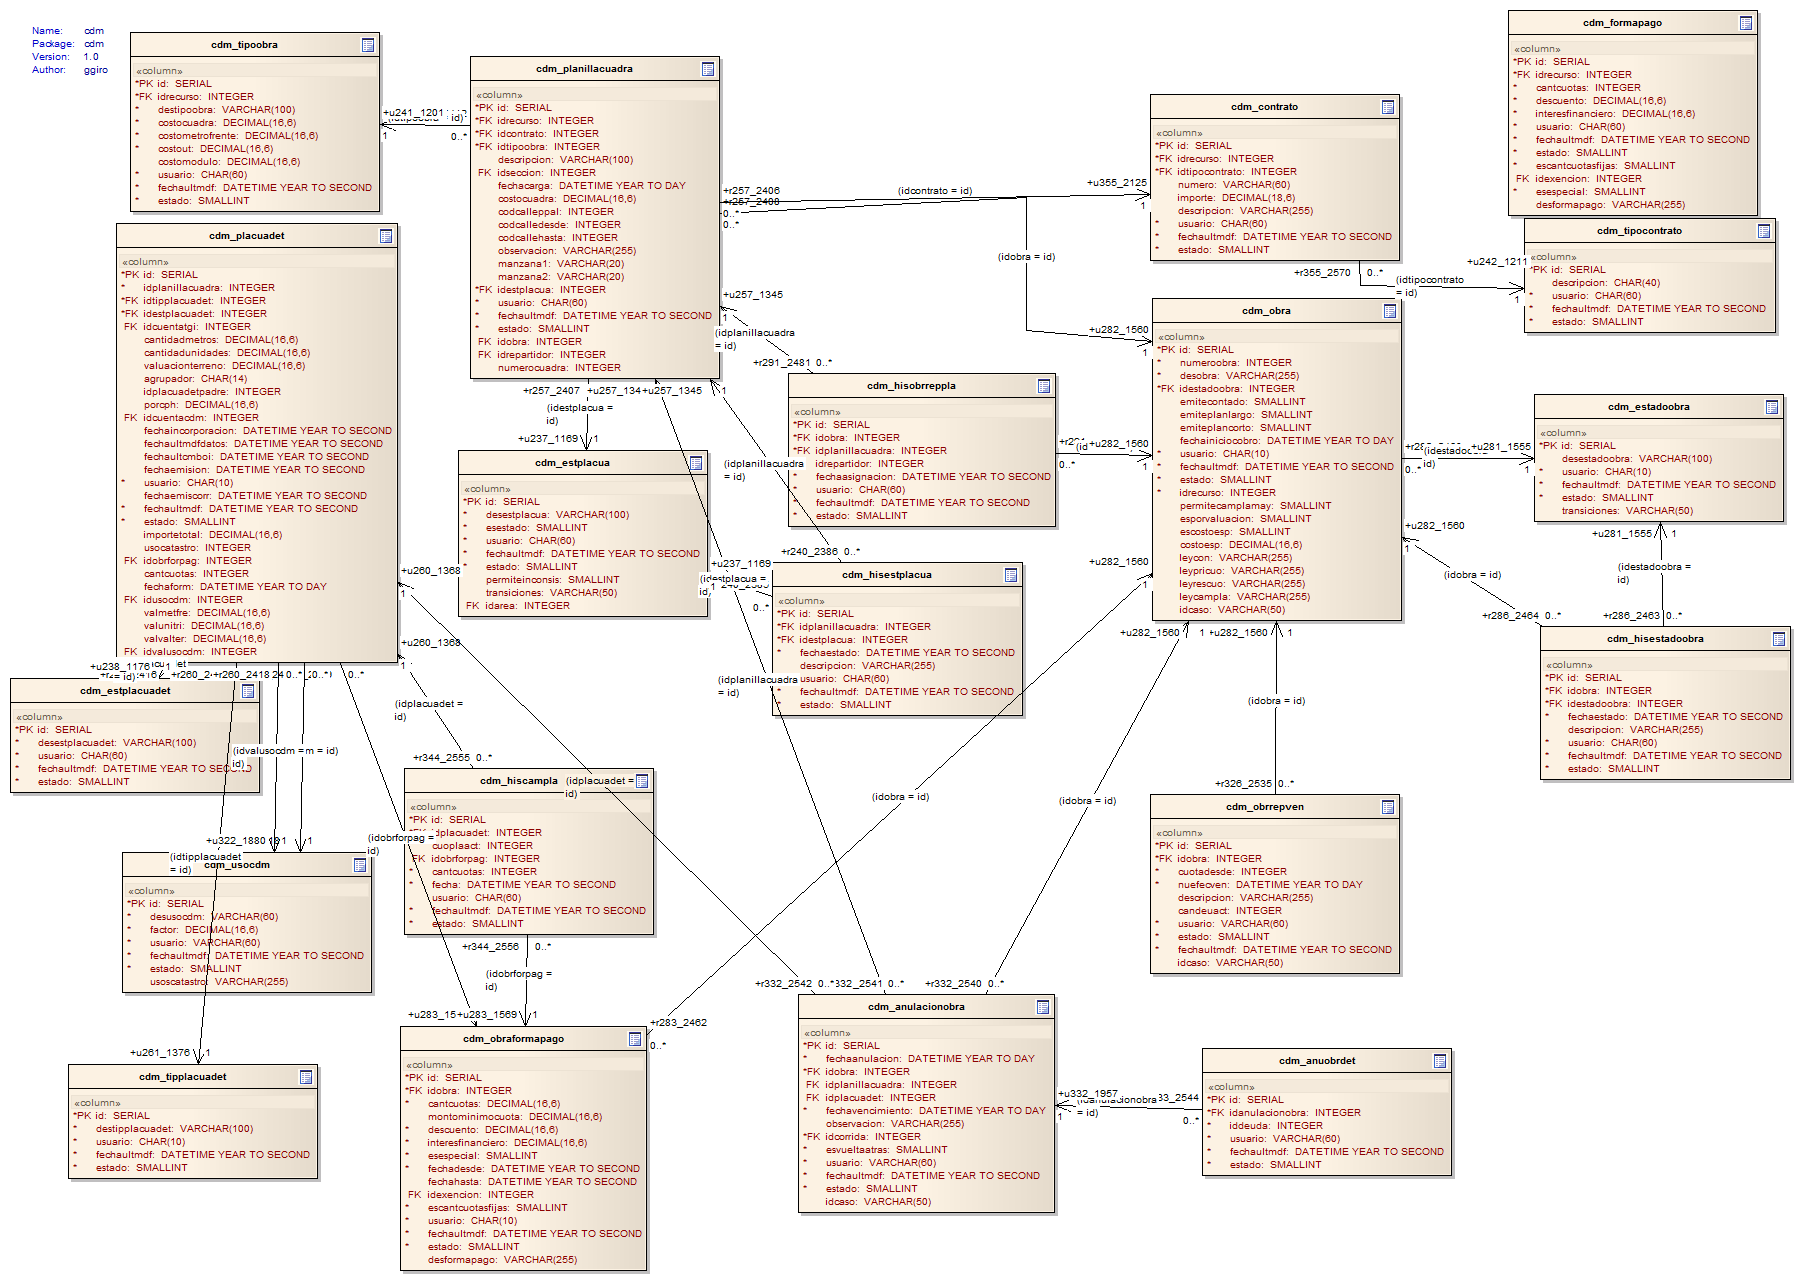 Name: cdm
Package: cdm
Version: 1.0
Author: ggiro
cdm_tipoobra
«column»
*PK id: SERIAL
*FK idrecurso: INTEGER
* destipoobra: VARCHAR(100)
* costocuadra: DECIMAL(16,6)
* costometrofrente: DECIMAL(16,6)
* costout: DECIMAL(16,6)
costomodulo: DECIMAL(16,6)
* usuario: CHAR(60)
* fechaultmdf: DATETIME YEAR TO SECOND
* estado: SMALLINT
cdm_planillacuadra
«column»
*PK id: SERIAL
*FK idrecurso: INTEGER
*FK idcontrato: INTEGER
*FK idtipoobra: INTEGER
descripcion: VARCHAR(100)
FK idseccion: INTEGER
fechacarga: DATETIME YEAR TO DAY
costocuadra: DECIMAL(16,6)
codcalleppal: INTEGER
codcalledesde: INTEGER
codcallehasta: INTEGER
observacion: VARCHAR(255)
manzana1: VARCHAR(20)
manzana2: VARCHAR(20)
*FK idestplacua: INTEGER
* usuario: CHAR(60)
* fechaultmdf: DATETIME YEAR TO SECOND
* estado: SMALLINT
FK idobra: INTEGER
FK idrepartidor: INTEGER
numerocuadra: INTEGER
cdm_contrato
«column»
*PK id: SERIAL
*FK idrecurso: INTEGER
*FK idtipocontrato: INTEGER
numero: VARCHAR(60)
importe: DECIMAL(18,6)
descripcion: VARCHAR(255)
* usuario: CHAR(60)
* fechaultmdf: DATETIME YEAR TO SECOND
* estado: SMALLINT
cdm_formapago
«column»
*PK id: SERIAL
*FK idrecurso: INTEGER
* cantcuotas: INTEGER
* descuento: DECIMAL(16,6)
* interesfinanciero: DECIMAL(16,6)
* usuario: CHAR(60)
* fechaultmdf: DATETIME YEAR TO SECOND
* estado: SMALLINT
* escantcuotasfijas: SMALLINT
FK idexencion: INTEGER
* esespecial: SMALLINT
desformapago: VARCHAR(255)
cdm_tipocontrato
«column»
*PK id: SERIAL
descripcion: CHAR(40)
* usuario: CHAR(60)
* fechaultmdf: DATETIME YEAR TO SECOND
* estado: SMALLINT
cdm_placuadet
«column»
*PK id: SERIAL
* idplanillacuadra: INTEGER
*FK idtipplacuadet: INTEGER
*FK idestplacuadet: INTEGER
FK idcuentatgi: INTEGER
cantidadmetros: DECIMAL(16,6)
cantidadunidades: DECIMAL(16,6)
valuacionterreno: DECIMAL(16,6)
agrupador: CHAR(14)
idplacuadetpadre: INTEGER
porcph: DECIMAL(16,6)
FK idcuentacdm: INTEGER
fechaincorporacion: DATETIME YEAR TO SECOND
fechaultmdfdatos: DATETIME YEAR TO SECOND
fechaultcmboi: DATETIME YEAR TO SECOND
fechaemision: DATETIME YEAR TO SECOND
* usuario: CHAR(10)
fechaemiscorr: DATETIME YEAR TO SECOND
* fechaultmdf: DATETIME YEAR TO SECOND
* estado: SMALLINT
importetotal: DECIMAL(16,6)
usocatastro: INTEGER
FK idobrforpag: INTEGER
cantcuotas: INTEGER
fechaform: DATETIME YEAR TO DAY
FK idusocdm: INTEGER
valmetfre: DECIMAL(16,6)
valunitri: DECIMAL(16,6)
valvalter: DECIMAL(16,6)
FK idvalusocdm: INTEGER
cdm_estplacua
«column»
*PK id: SERIAL
* desestplacua: VARCHAR(100)
* esestado: SMALLINT
* usuario: CHAR(60)
* fechaultmdf: DATETIME YEAR TO SECOND
* estado: SMALLINT
permiteinconsis: SMALLINT
transiciones: VARCHAR(50)
FK idarea: INTEGER
cdm_hisobrreppla
«column»
*PK id: SERIAL
*FK idobra: INTEGER
*FK idplanillacuadra: INTEGER
idrepartidor: INTEGER
* fechaasignacion: DATETIME YEAR TO SECOND
* usuario: CHAR(60)
* fechaultmdf: DATETIME YEAR TO SECOND
* estado: SMALLINT
cdm_hisestplacua
«column»
*PK id: SERIAL
*FK idplanillacuadra: INTEGER
*FK idestplacua: INTEGER
* fechaestado: DATETIME YEAR TO SECOND
descripcion: VARCHAR(255)
usuario: CHAR(60)
* fechaultmdf: DATETIME YEAR TO SECOND
* estado: SMALLINT
cdm_obra
«column»
*PK id: SERIAL
* numeroobra: INTEGER
* desobra: VARCHAR(255)
*FK idestadoobra: INTEGER
emitecontado: SMALLINT
* emiteplanlargo: SMALLINT
* emiteplancorto: SMALLINT
fechainiciocobro: DATETIME YEAR TO DAY
* usuario: CHAR(10)
* fechaultmdf: DATETIME YEAR TO SECOND
* estado: SMALLINT
* idrecurso: INTEGER
permitecamplamay: SMALLINT
esporvaluacion: SMALLINT
escostoesp: SMALLINT
costoesp: DECIMAL(16,6)
leycon: VARCHAR(255)
leypricuo: VARCHAR(255)
leyrescuo: VARCHAR(255)
leycampla: VARCHAR(255)
idcaso: VARCHAR(50)
cdm_estadoobra
«column»
*PK id: SERIAL
desestadoobra: VARCHAR(100)
* usuario: CHAR(10)
* fechaultmdf: DATETIME YEAR TO SECOND
* estado: SMALLINT
transiciones: VARCHAR(50)
cdm_hisestadoobra
«column»
*PK id: SERIAL
*FK idobra: INTEGER
*FK idestadoobra: INTEGER
* fechaestado: DATETIME YEAR TO SECOND
descripcion: VARCHAR(255)
* usuario: CHAR(60)
* fechaultmdf: DATETIME YEAR TO SECOND
* estado: SMALLINT
cdm_estplacuadet
«column»
*PK id: SERIAL
* desestplacuadet: VARCHAR(100)
* usuario: CHAR(60)
* fechaultmdf: DATETIME YEAR TO SECOND
* estado: SMALLINT
cdm_usocdm
«column»
*PK id: SERIAL
* desusocdm: VARCHAR(60)
* factor: DECIMAL(16,6)
* usuario: VARCHAR(60)
* fechaultmdf: DATETIME YEAR TO SECOND
* estado: SMALLINT
usoscatastro: VARCHAR(255)
cdm_hiscampla
«column»
*PK id: SERIAL
*FK idplacuadet: INTEGER
* cuoplaact: INTEGER
FK idobrforpag: INTEGER
* cantcuotas: INTEGER
* fecha: DATETIME YEAR TO SECOND
* usuario: CHAR(60)
* fechaultmdf: DATETIME YEAR TO SECOND
* estado: SMALLINT
cdm_obrrepven
«column»
*PK id: SERIAL
*FK idobra: INTEGER
* cuotadesde: INTEGER
* nuefecven: DATETIME YEAR TO DAY
descripcion: VARCHAR(255)
candeuact: INTEGER
* usuario: VARCHAR(60)
* estado: SMALLINT
* fechaultmdf: DATETIME YEAR TO SECOND
idcaso: VARCHAR(50)
cdm_tipplacuadet
«column»
*PK id: SERIAL
* destipplacuadet: VARCHAR(100)
* usuario: CHAR(10)
* fechaultmdf: DATETIME YEAR TO SECOND
* estado: SMALLINT
cdm_obraformapago
«column»
*PK id: SERIAL
*FK idobra: INTEGER
* cantcuotas: DECIMAL(16,6)
montominimocuota: DECIMAL(16,6)
* descuento: DECIMAL(16,6)
* interesfinanciero: DECIMAL(16,6)
* esespecial: SMALLINT
* fechadesde: DATETIME YEAR TO SECOND
fechahasta: DATETIME YEAR TO SECOND
FK idexencion: INTEGER
* escantcuotasfijas: SMALLINT
* usuario: CHAR(10)
* fechaultmdf: DATETIME YEAR TO SECOND
* estado: SMALLINT
desformapago: VARCHAR(255)
cdm_anulacionobra
«column»
*PK id: SERIAL
* fechaanulacion: DATETIME YEAR TO DAY
*FK idobra: INTEGER
FK idplanillacuadra: INTEGER
FK idplacuadet: INTEGER
* fechavencimiento: DATETIME YEAR TO DAY
observacion: VARCHAR(255)
*FK idcorrida: INTEGER
* esvueltaatras: SMALLINT
* usuario: VARCHAR(60)
* fechaultmdf: DATETIME YEAR TO SECOND
* estado: SMALLINT
idcaso: VARCHAR(50)
cdm_anuobrdet
«column»
*PK id: SERIAL
*FK idanulacionobra: INTEGER
* iddeuda: INTEGER
* usuario: VARCHAR(60)
* fechaultmdf: DATETIME YEAR TO SECOND
* estado: SMALLINT
+u241_1201
1
0..*
+r257_2406
0..*
0..*
(idcontrato = id)
+u355_2125
1
(idobra = id)
+u282_1560
1
+r355_2570 0..*
(idtipocontrato
= id)
+u242_1211
1
+u257_1345
1
(idplanillacuadra
= id)
+r291_2481 0..*
+r257_2407
+u257_1345
1
(idestplacua =
id)
+u237_1169 1
(idplanillacuadra
= id)
+r240_2386 0..*
+u237_1169
(idestplacua =
id)
0..*
(idplanillacuadra
= id)
+u282_1560
0..*
1
+u281_1555
0..*
1
+u282_1560
1
(idobra = id)
+r286_2464 0..*
+u281_1555 1
(idestadoobra =
id)
+r286_2463 0..*
+u282_1560
1
+u282_1560 1
+u282_1560 1
(idobra = id)
+r326_2535 0..*
(idobra = id)
(idobra = id)
+u260_1368
1
+u260_1368
1
(idplacuadet =
id)
+r344_2555 0..*
(idplacuadet =
id)
+u238_1176
+r260_2418
0..*
(idvalusocdm =
id)
+u322_1880
1
(idtipplacuadet
= id)
(idobrforpag =
id)
+u261_1376 1
+r344_2556 0..*
(idobrforpag =
id)
+u283_1569 1
+r283_2462
0..*
+r332_2542 0..*
+r332_2540 0..*
+u332_1957
1
= id)
0..*